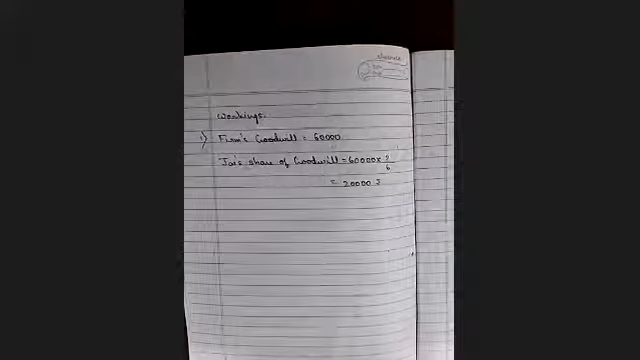 Workings.
1) Firm's Goodwill = 60000
Jai's share of Goodwill = 60000 x 2/6
= 20000